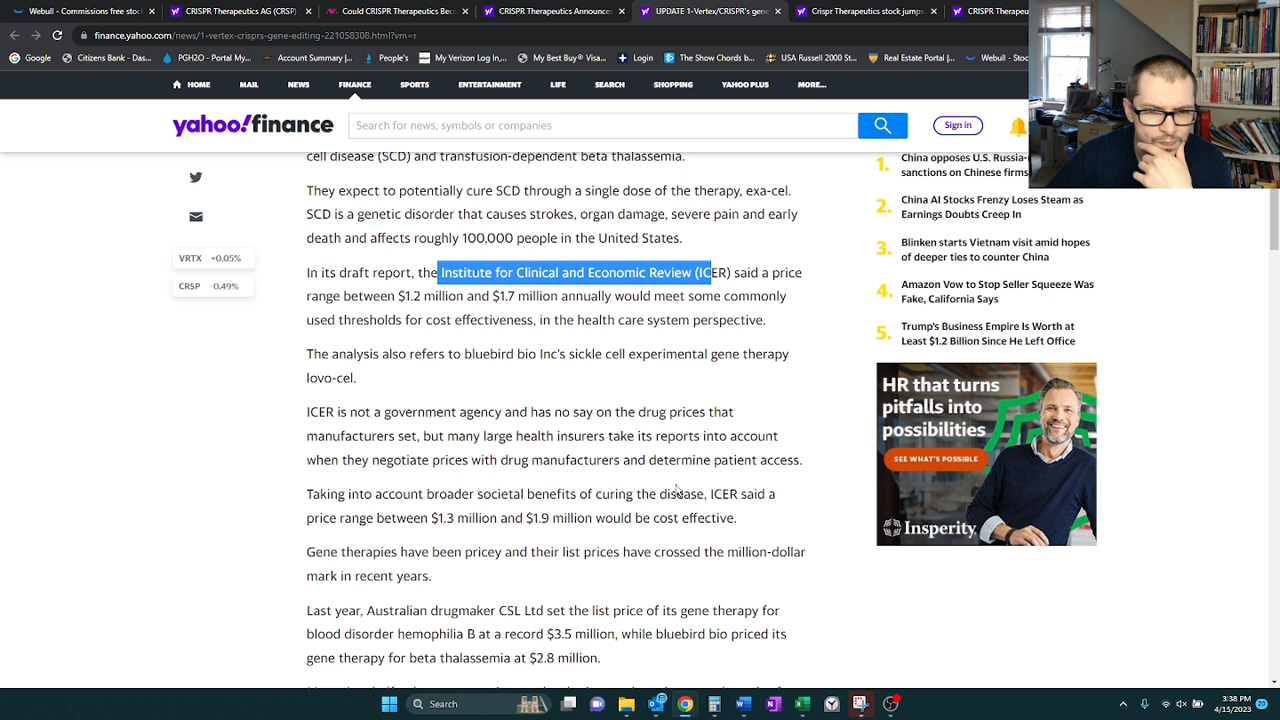 Webull - Commissions free stoc
CRISPR Therapeutics AG (CRSP)
Could CRISPR Therapeutics Bec
UPDATE 1-Vertex, CRISPR's gene
CRISPR Therapeutics stock jumps
CRISPR Therapeu
Google
Citizens Bank - Das...
PGH2O - Portal My...
Account Summary
People's
My Verizon Log In,...
Best Buy® Visa...
Login
The Show Chords b...
The Russell 2000 St...
Real Estate Portal |...
Webull - Stoc
HOME
MAIL
NEWS
FINANCE
SPORTS
ENTERTAINMENT
LIFE
SEARCH
SHOPPING
YAHOO PLUS
MORE...
yahoo!finance
Search for news, symbols or companies
Sign in
cell disease (SCD) and transfusion-dependent beta thalassemia.
They expect to potentially cure SCD through a single dose of the therapy, exa-cel.
SCD is a genetic disorder that causes strokes, organ damage, severe pain and early
death and affects roughly 100,000 people in the United States.
VRTX +0.05%
CRSP -0.49%
In its draft report, the Institute for Clinical and Economic Review (ICER) said a price
range between $1.2 million and $1.7 million annually would meet some commonly
used thresholds for cost effectiveness, in the health care system perspective.
The analysis also refers to bluebird bio Inc's sickle cell experimental gene therapy
lovo-cel.
ICER is not a government agency and has no say on the drug prices that
manufacturers set, but many large health insurers take its reports into account
when they negotiate prices with drug manufacturers and determine patient access.
Taking into account broader societal benefits of curing the disease, ICER said a
price range between $1.3 million and $1.9 million would be cost effective.
Gene therapies have been pricey and their list prices have crossed the million-dollar
mark in recent years.
Last year, Australian drugmaker CSL Ltd set the list price of its gene therapy for
blood disorder hemophilia B at a record $3.5 million, while bluebird bio priced its
gene therapy for beta thalassemia at $2.8 million.
1. China opposes U.S. Russia-
sanctions on Chinese firms
2. China AI Stocks Frenzy Loses Steam as
Earnings Doubts Creep In
3. Blinken starts Vietnam visit amid hopes
of deeper ties to counter China
4. Amazon Vow to Stop Seller Squeeze Was
Fake, California Says
5. Trump's Business Empire Is Worth at
Least $1.2 Billion Since He Left Office
HR that turns
pitfalls into
possibilities
SEE WHAT'S POSSIBLE
Insperity
Search
3:38 PM
4/15/2023
20